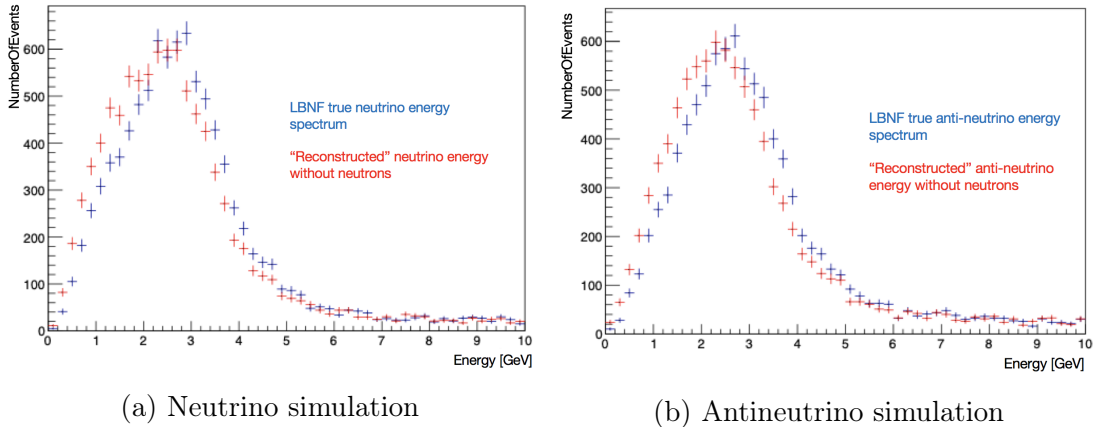 NumberOfEvents
600
500
400
300
200
100
0
0 1 2 3 4 5 6 7 8 9 10
Energy [GeV]
LBNF true neutrino energy
spectrum
“Reconstructed” neutrino energy
without neutrons
(a) Neutrino simulation
NumberOfEvents
600
500
400
300
200
100
0
0 1 2 3 4 5 6 7 8 9 10
Energy [GeV]
LBNF true anti-neutrino energy
spectrum
“Reconstructed” anti-neutrino
energy without neutrons
(b) Antineutrino simulation